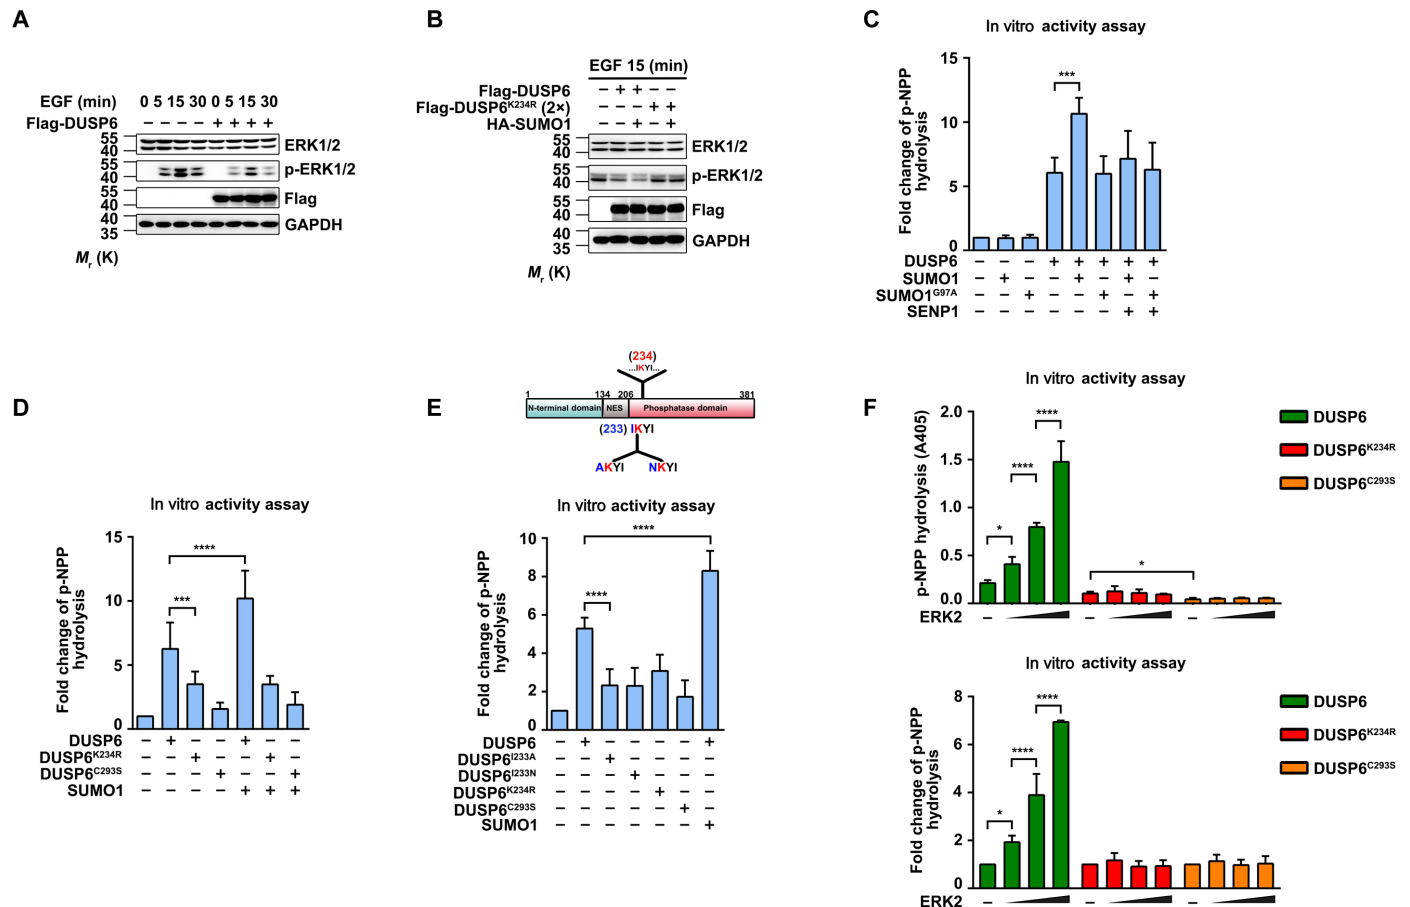 A
EGF (min) 0 5 15 30 0 5 15 30
Flag-DUSP6 – – – – + + + +
55
40
ERK1/2
55
40
p-ERK1/2
55
40
Flag
40
35
GAPDH
Mr (K)
B
EGF 15 (min)
Flag-DUSP6 – + + – –
Flag-DUSP6K234R (2×) – – – + +
HA-SUMO1 – – + – +
55
40
ERK1/2
55
40
p-ERK1/2
55
40
Flag
40
35
GAPDH
Mr (K)
C
In vitro activity assay
Fold change of p-NPP
hydrolysis
15
10
5
0
***
DUSP6 – – – + + + + +
SUMO1 – + – – + – + –
SUMO1G97A – – + – – + – +
SENP1 – – – – – – + +
D
In vitro activity assay
Fold change of p-NPP
hydrolysis
15
10
5
0
****
***
DUSP6 – + – – + – –
DUSP6K234R – – + – – + –
DUSP6C293S – – – + – – +
SUMO1 – – – – + + +
E
(234)
...IKYI...
1 134 206 381
N-terminal domain NES Phosphatase domain
(233) IKYI
AKYI NKYI
In vitro activity assay
Fold change of p-NPP
hydrolysis
10
8
6
4
2
0
****
****
DUSP6 – + – – – – +
DUSP6I233A – – + – – – –
DUSP6I233N – – – + – – –
DUSP6K234R – – – – + – –
DUSP6C293S – – – – – + –
SUMO1 – – – – – – +
F
In vitro activity assay
p-NPP hydrolysis (A405)
2.0
1.5
1.0
0.5
0.0
****
****
*
*
ERK2 – – –
DUSP6
DUSP6K234R
DUSP6C293S
In vitro activity assay
Fold change of p-NPP
hydrolysis
8
6
4
2
0
****
****
*
ERK2 – – –
DUSP6
DUSP6K234R
DUSP6C293S